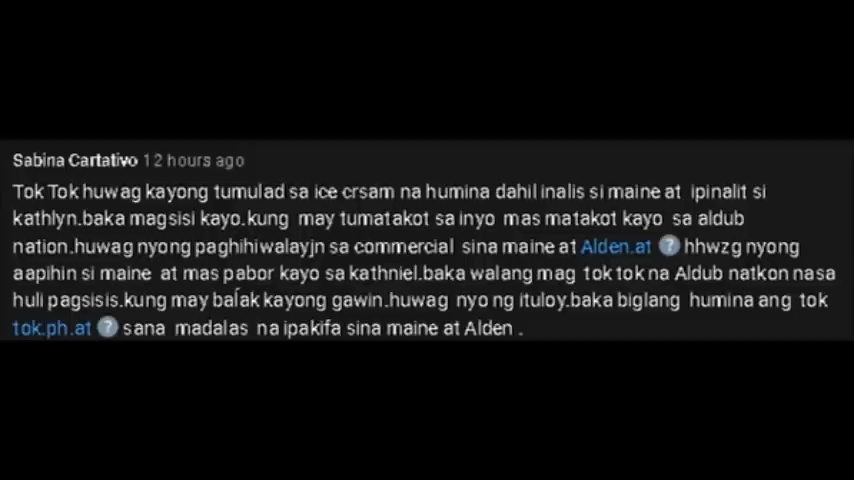 Sabina Cartativo 12 hours ago
Tok Tok huwag kayong tumulad sa ice crsam na humina dahil inalis si maine at ipinalit si
kathlyn.baka magsisi kayo.kung may tumatakot sa inyo mas matakot kayo sa aldub
nation.huwag nyong paghihiwalayjn sa commercial sina maine at Alden.at ? hhwzg nyong
aapihin si maine at mas pabor kayo sa kathniel.baka walang mag tok tok na Aldub natkon nasa
huli pagsisis.kung may baĺak kayong gawin.huwag nyo ng ituloy.baka biglang humina ang tok
tok.ph.at ? sana madalas na ipakifa sina maine at Alden .